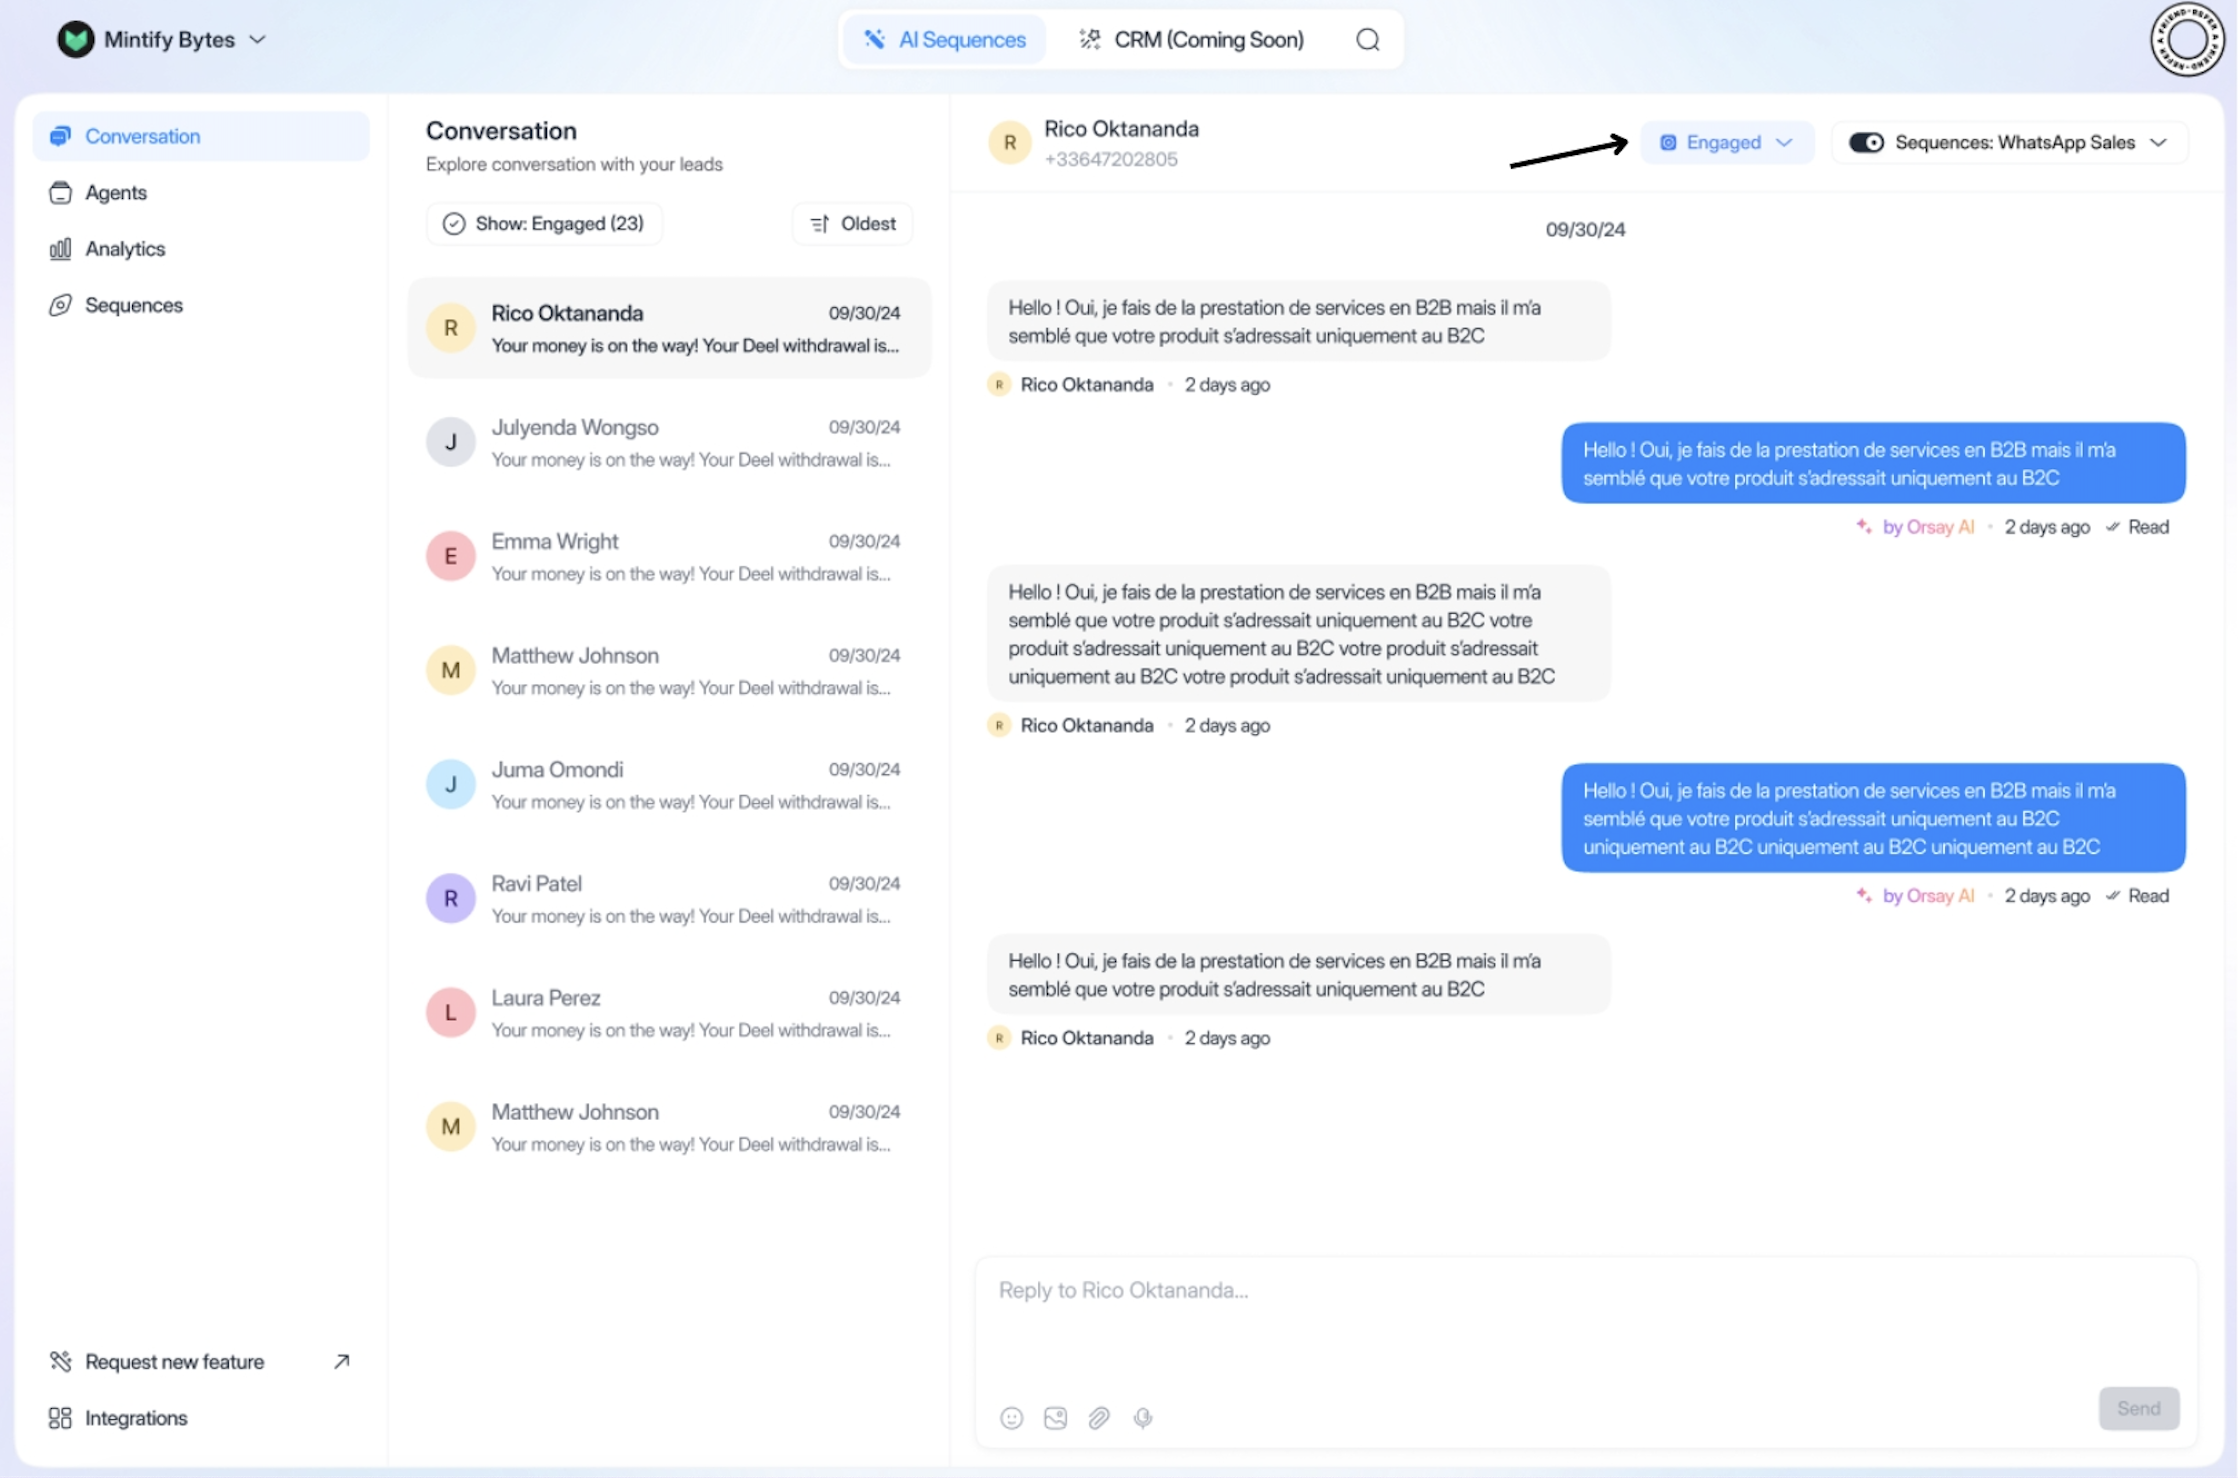 Mintify Bytes
AI Sequences
CRM (Coming Soon)
REFER A FRIEND • REFER A FRIEND •
Conversation
Agents
Analytics
Sequences
Request new feature
Integrations
Conversation
Explore conversation with your leads
Show: Engaged (23)
Oldest
R
Rico Oktananda
09/30/24
Your money is on the way! Your Deel withdrawal is...
J
Julyenda Wongso
09/30/24
Your money is on the way! Your Deel withdrawal is...
E
Emma Wright
09/30/24
Your money is on the way! Your Deel withdrawal is...
M
Matthew Johnson
09/30/24
Your money is on the way! Your Deel withdrawal is...
J
Juma Omondi
09/30/24
Your money is on the way! Your Deel withdrawal is...
R
Ravi Patel
09/30/24
Your money is on the way! Your Deel withdrawal is...
L
Laura Perez
09/30/24
Your money is on the way! Your Deel withdrawal is...
M
Matthew Johnson
09/30/24
Your money is on the way! Your Deel withdrawal is...
R
Rico Oktananda
+33647202805
Engaged
Sequences: WhatsApp Sales
09/30/24
Hello ! Oui, je fais de la prestation de services en B2B mais il m'a
semblé que votre produit s'adressait uniquement au B2C
R Rico Oktananda • 2 days ago
Hello ! Oui, je fais de la prestation de services en B2B mais il m'a
semblé que votre produit s'adressait uniquement au B2C
by Orsay AI • 2 days ago Read
Hello ! Oui, je fais de la prestation de services en B2B mais il m'a
semblé que votre produit s'adressait uniquement au B2C votre
produit s'adressait uniquement au B2C votre produit s'adressait
uniquement au B2C votre produit s'adressait uniquement au B2C
R Rico Oktananda • 2 days ago
Hello ! Oui, je fais de la prestation de services en B2B mais il m'a
semblé que votre produit s'adressait uniquement au B2C
uniquement au B2C uniquement au B2C uniquement au B2C
by Orsay AI • 2 days ago Read
Hello ! Oui, je fais de la prestation de services en B2B mais il m'a
semblé que votre produit s'adressait uniquement au B2C
R Rico Oktananda • 2 days ago
Reply to Rico Oktananda...
Send